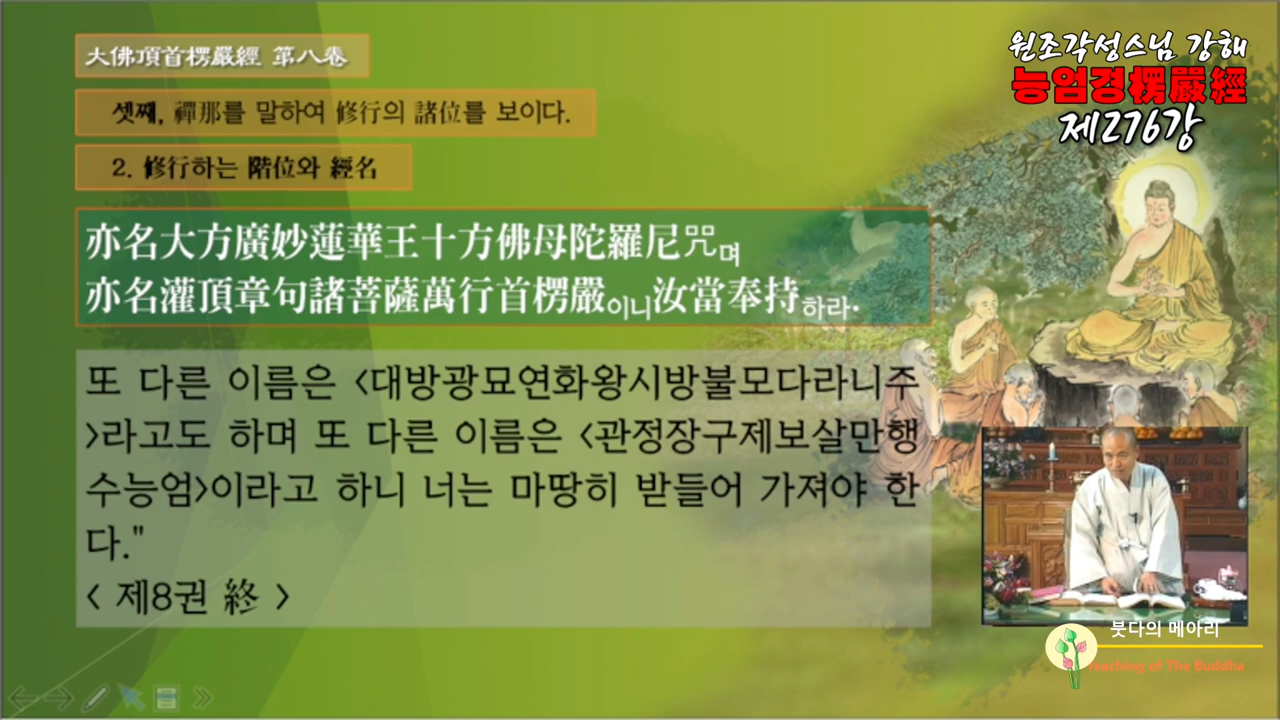 大佛頂首楞嚴經 第八卷
셋째, 禪那를 말하여 修行의 諸位를 보이다.
2. 修行하는 階位와 經名
亦名大方廣妙蓮華王十方佛母陀羅尼咒며
亦名灌頂章句諸菩薩萬行首楞嚴이니汝當奉持하라.
또 다른 이름은 <대방광묘연화왕시방불모다라니주
>라고도 하며 또 다른 이름은 <관정장구제보살만행
수능엄>이라고 하니 너는 마땅히 받들어 가져야 한
다."
< 제8권 終 >
원조각성스님 강해
능엄경楞嚴經
제276강
붓다의 메아리
Teaching of The Buddha